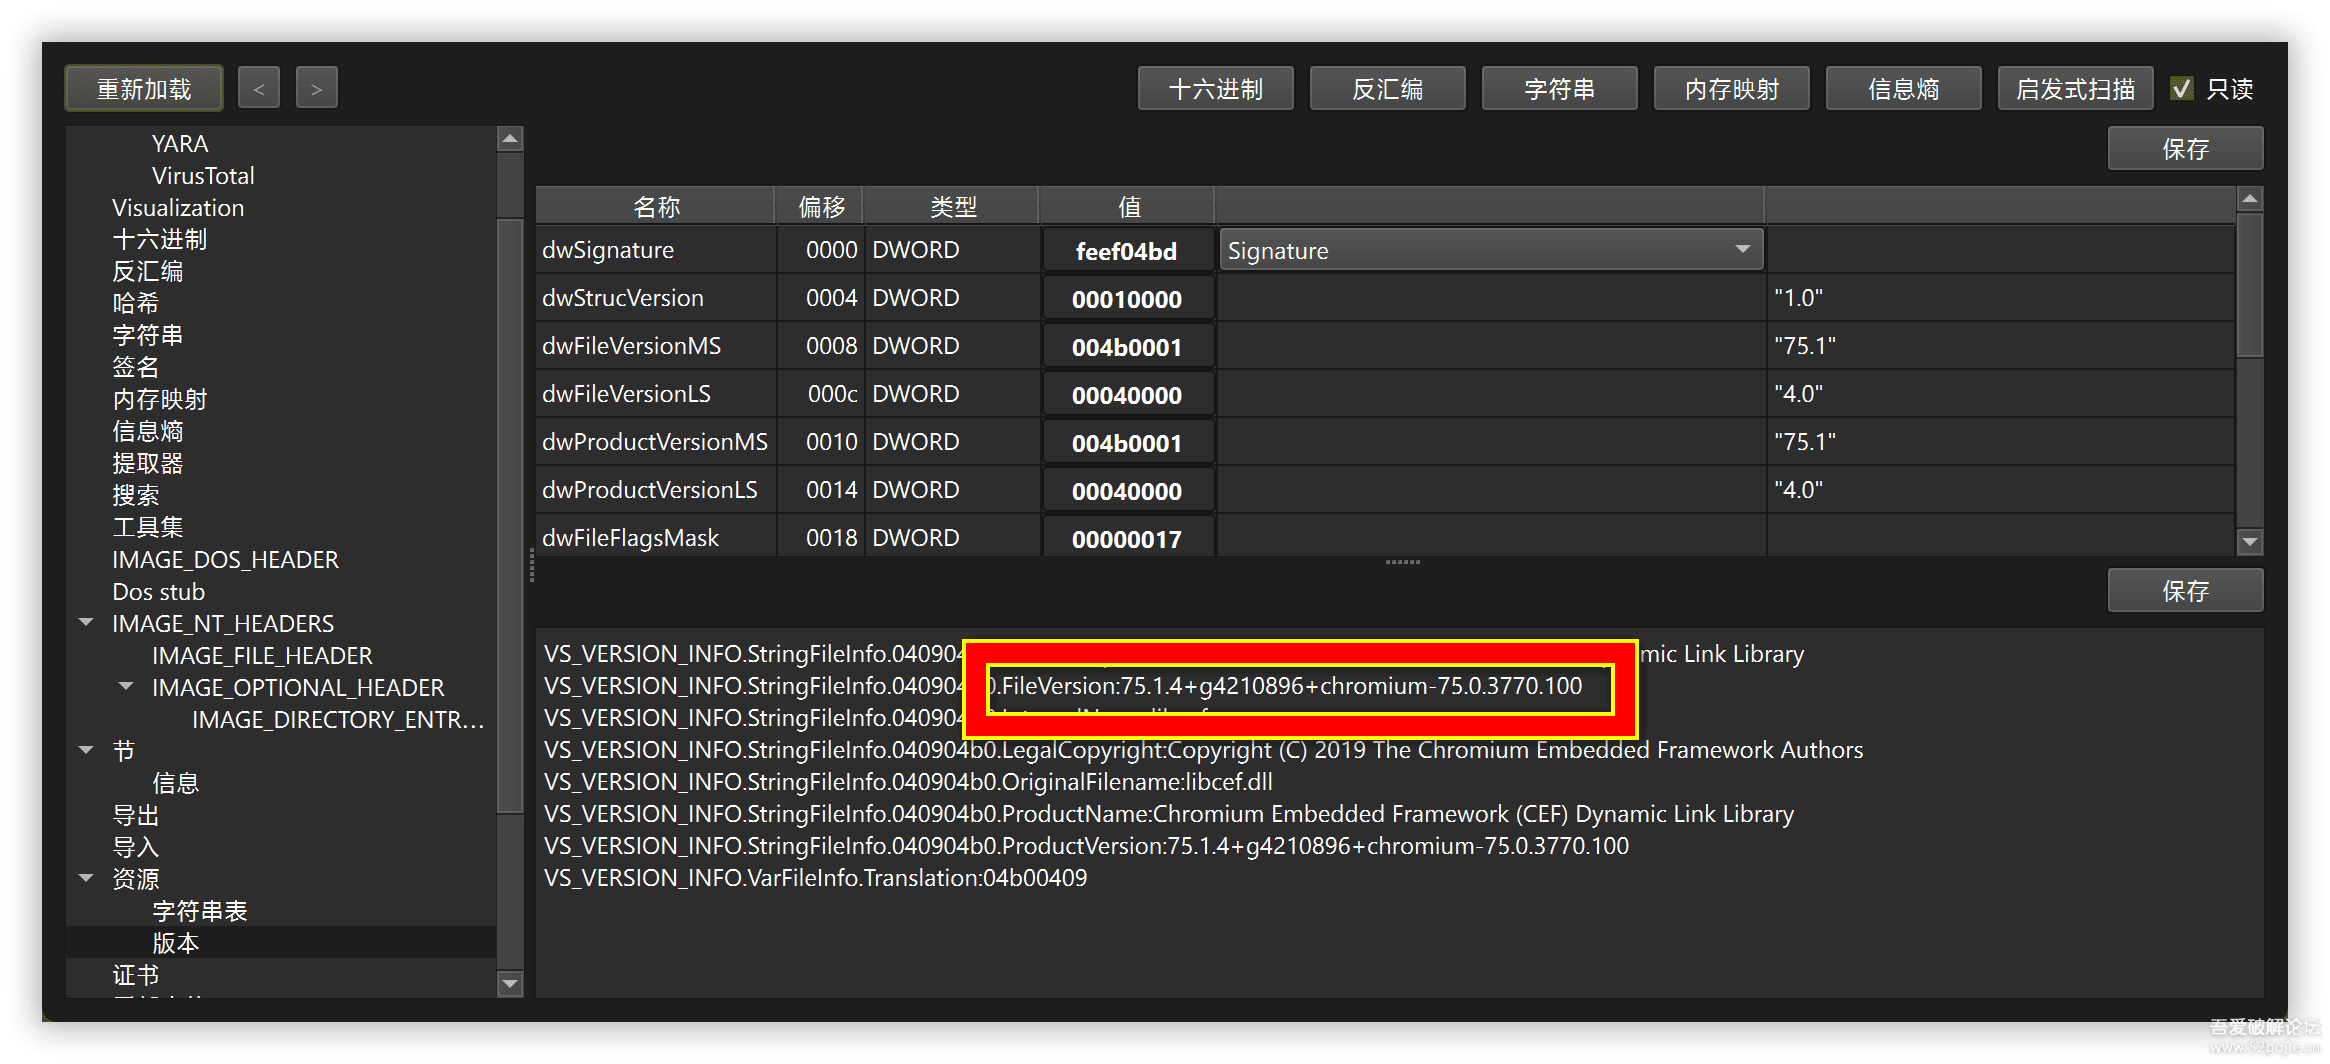 重新加载 < > 十六进制 反汇编 字符串 内存映射 信息熵 启发式扫描 只读
YARA
VirusTotal
Visualization
十六进制
反汇编
哈希
字符串
签名
内存映射
信息熵
提取器
搜索
工具集
IMAGE_DOS_HEADER
Dos stub
IMAGE_NT_HEADERS
IMAGE_FILE_HEADER
IMAGE_OPTIONAL_HEADER
IMAGE_DIRECTORY_ENTR...
节
信息
导出
导入
资源
字符串表
版本
证书
保存
名称 偏移 类型 值
dwSignature 0000 DWORD feef04bd Signature
dwStrucVersion 0004 DWORD 00010000 "1.0"
dwFileVersionMS 0008 DWORD 004b0001 "75.1"
dwFileVersionLS 000c DWORD 00040000 "4.0"
dwProductVersionMS 0010 DWORD 004b0001 "75.1"
dwProductVersionLS 0014 DWORD 00040000 "4.0"
dwFileFlagsMask 0018 DWORD 00000017
保存
VS_VERSION_INFO.StringFileInfo.040904 mic Link Library
VS_VERSION_INFO.StringFileInfo.040904b0.FileVersion:75.1.4+g4210896+chromium-75.0.3770.100
VS_VERSION_INFO.StringFileInfo.040904
VS_VERSION_INFO.StringFileInfo.040904b0.LegalCopyright:Copyright (C) 2019 The Chromium Embedded Framework Authors
VS_VERSION_INFO.StringFileInfo.040904b0.OriginalFilename:libcef.dll
VS_VERSION_INFO.StringFileInfo.040904b0.ProductName:Chromium Embedded Framework (CEF) Dynamic Link Library
VS_VERSION_INFO.StringFileInfo.040904b0.ProductVersion:75.1.4+g4210896+chromium-75.0.3770.100
VS_VERSION_INFO.VarFileInfo.Translation:04b00409
吾爱破解论坛
www.52pojie.cn